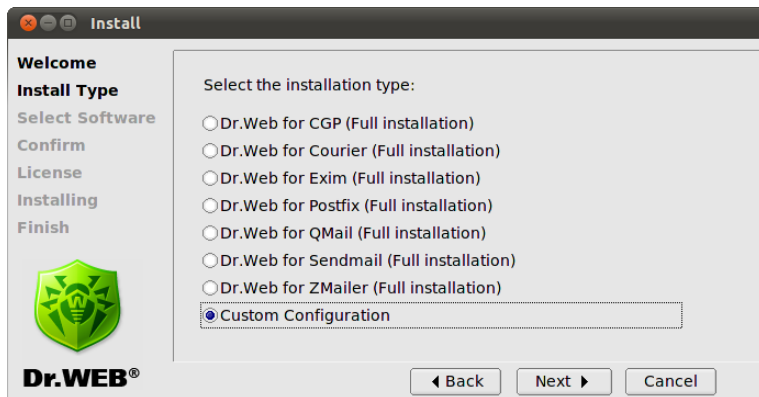 Install
Welcome
Install Type
Select Software
Confirm
License
Installing
Finish
Dr.WEB®
Select the installation type:
Dr.Web for CGP (Full installation)
Dr.Web for Courier (Full installation)
Dr.Web for Exim (Full installation)
Dr.Web for Postfix (Full installation)
Dr.Web for QMail (Full installation)
Dr.Web for Sendmail (Full installation)
Dr.Web for ZMailer (Full installation)
Custom Configuration
Back
Next
Cancel